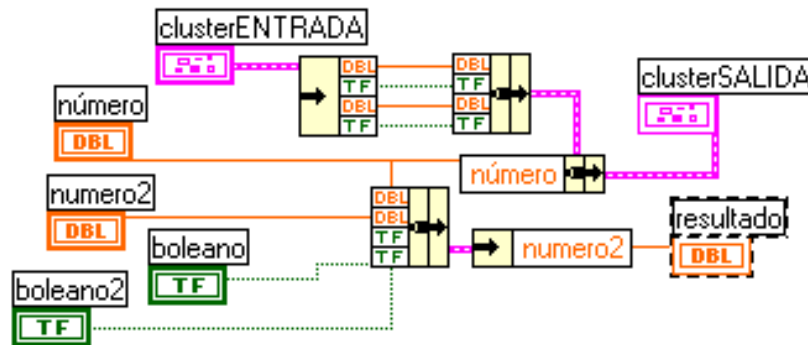 clusterENTRADA
DBL DBL
TF TF
clusterSALIDA
DBL DBL
número
TF TF
DBL
número
numero2
DBL
DBL
DBL
resultado
TF
numero2
DBL
boleano
TF
TF
boleano2
TF